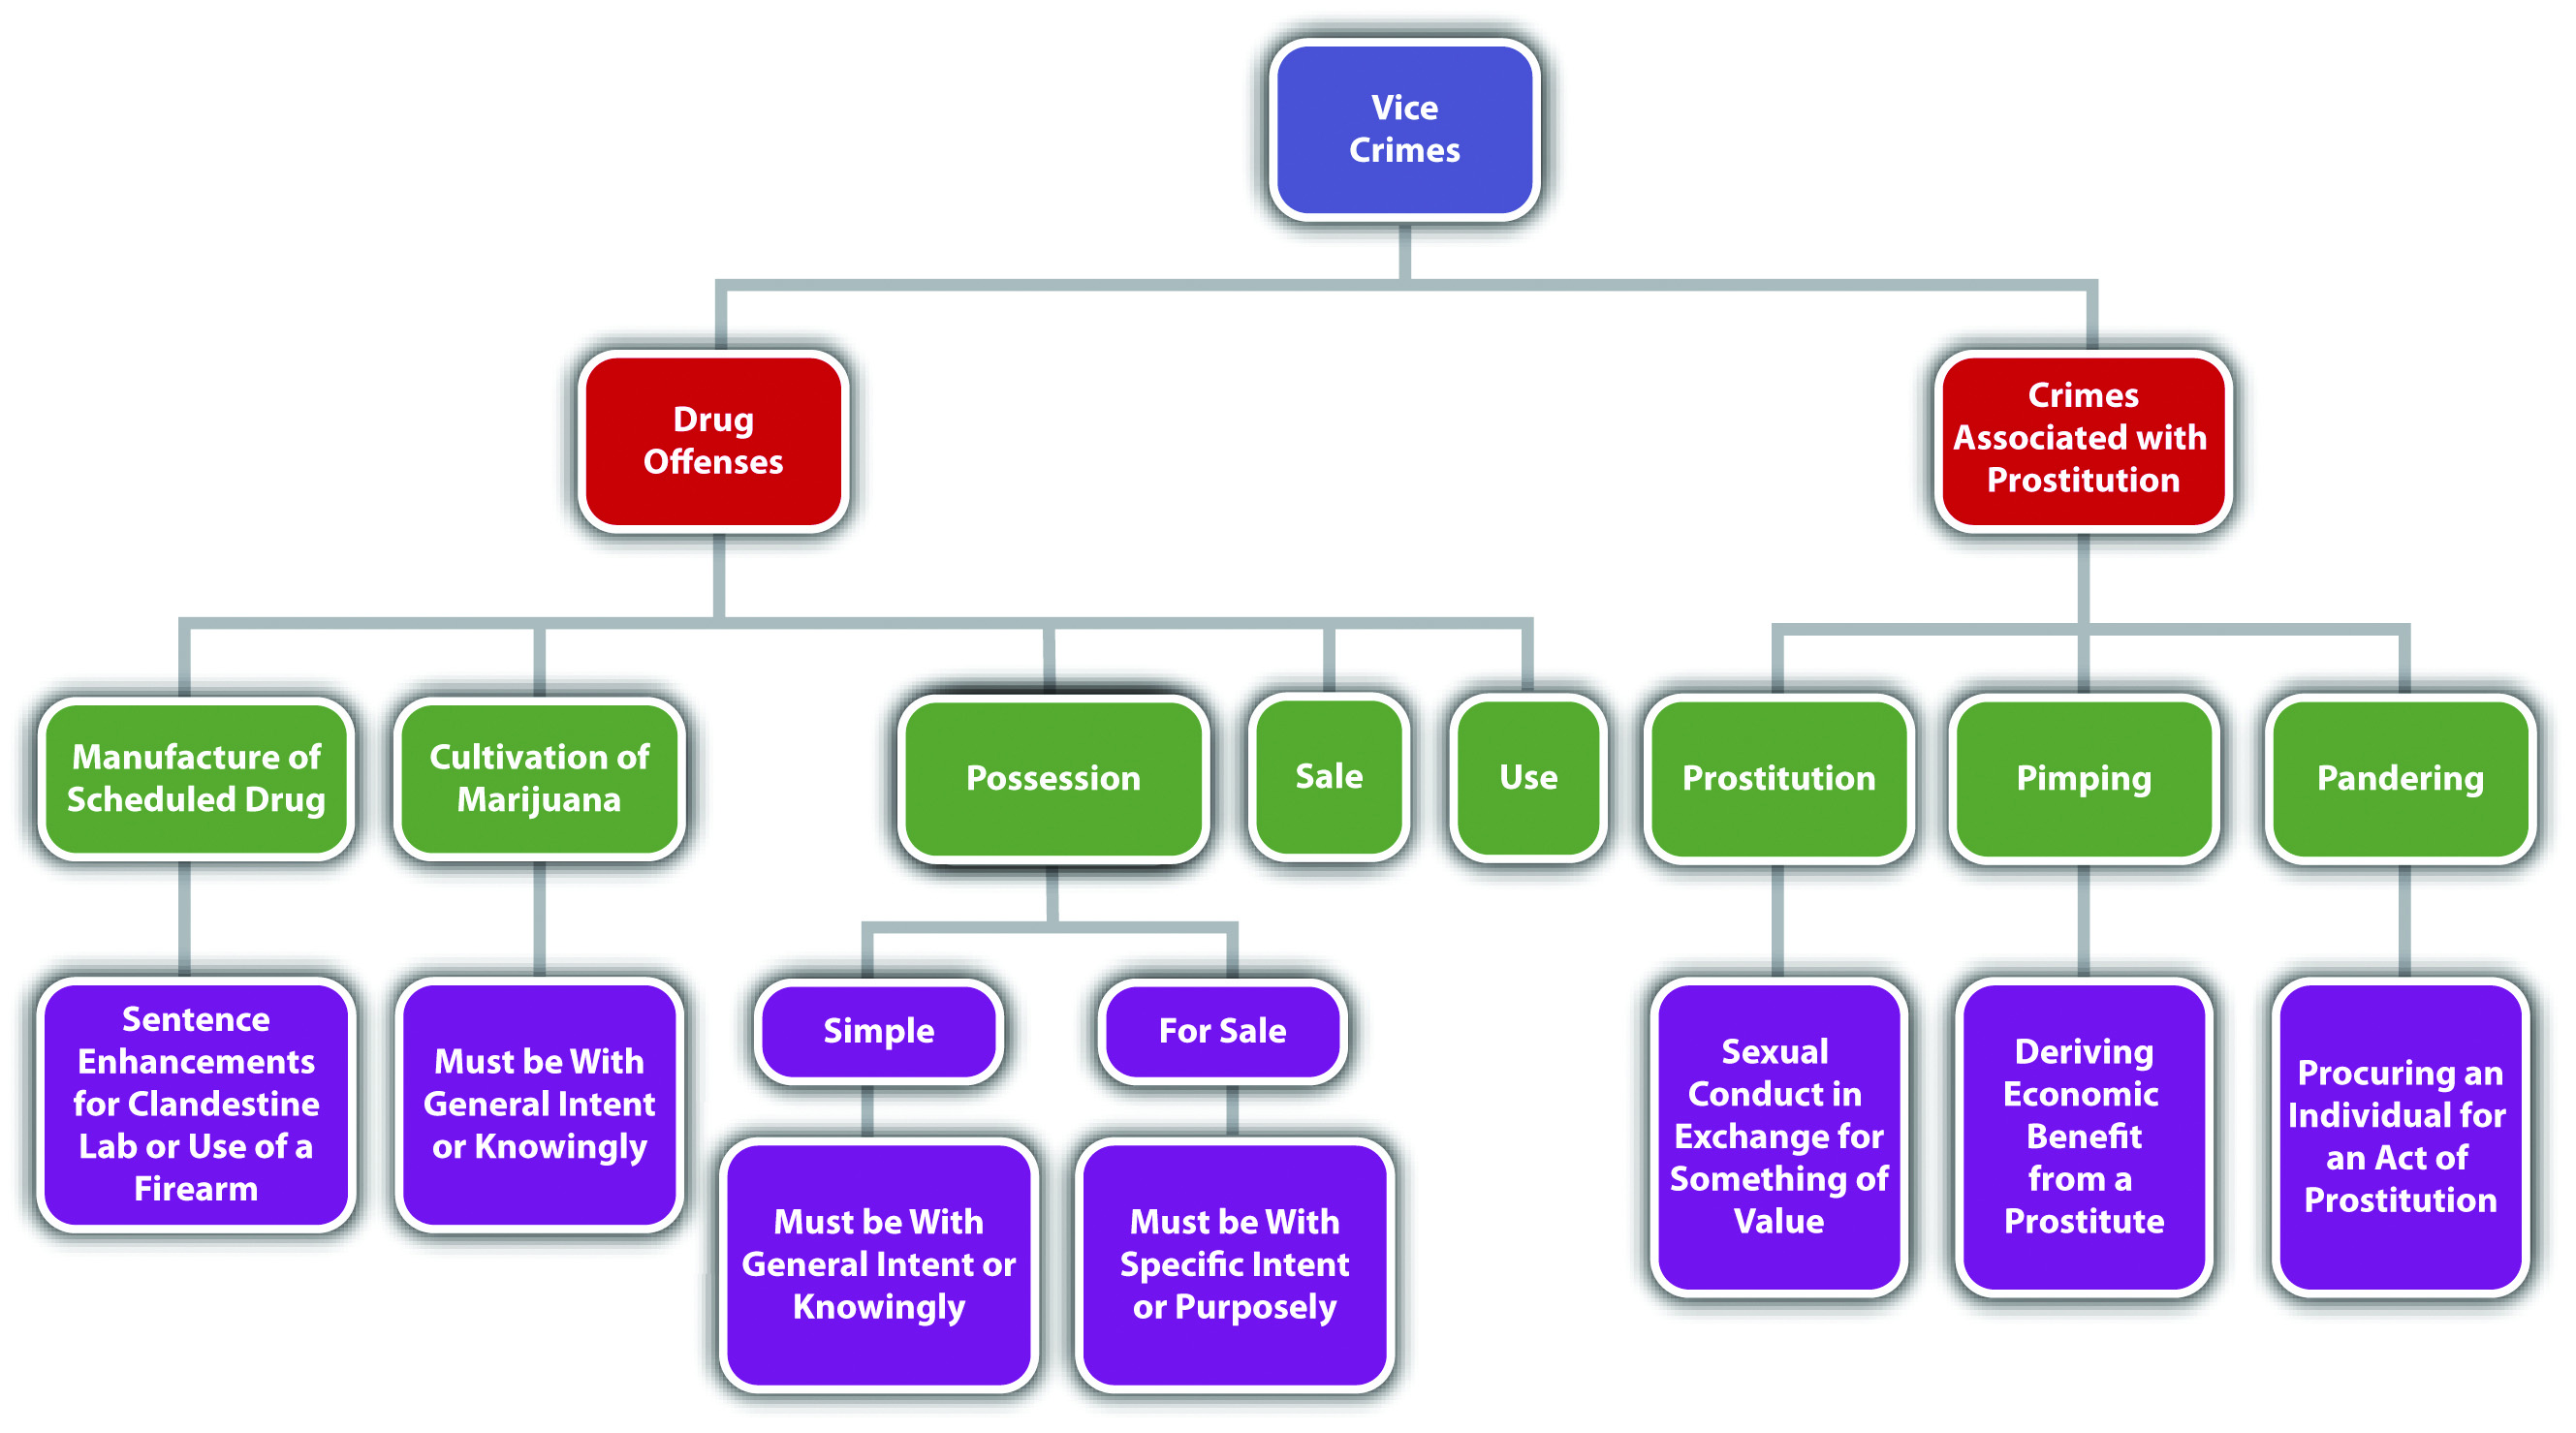 Vice
Crimes
Drug
Offenses
Crimes
Associated with
Prostitution
Manufacture of
Scheduled Drug
Cultivation of
Marijuana
Possession
Sale
Use
Prostitution
Pimping
Pandering
Sentence
Enhancements
for Clandestine
Lab or Use of a
Firearm
Must be With
General Intent
or Knowingly
Simple
For Sale
Must be With
General Intent or
Knowingly
Must be With
Specific Intent
or Purposely
Sexual
Conduct in
Exchange for
Something of
Value
Deriving
Economic
Benefit
from a
Prostitute
Procuring an
Individual for
an Act of
Prostitution